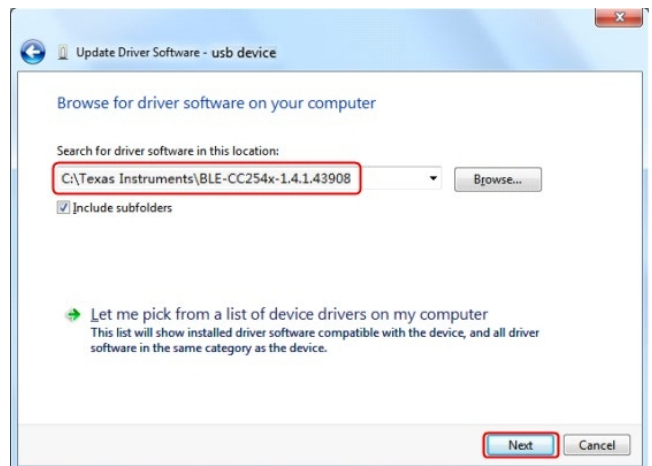 Update Driver Software - usb device
Browse for driver software on your computer
Search for driver software in this location:
C:\Texas Instruments\BLE-CC254x-1.4.1.43908
Browse...
Include subfolders
Let me pick from a list of device drivers on my computer
This list will show installed driver software compatible with the device, and all driver
software in the same category as the device.
Next
Cancel